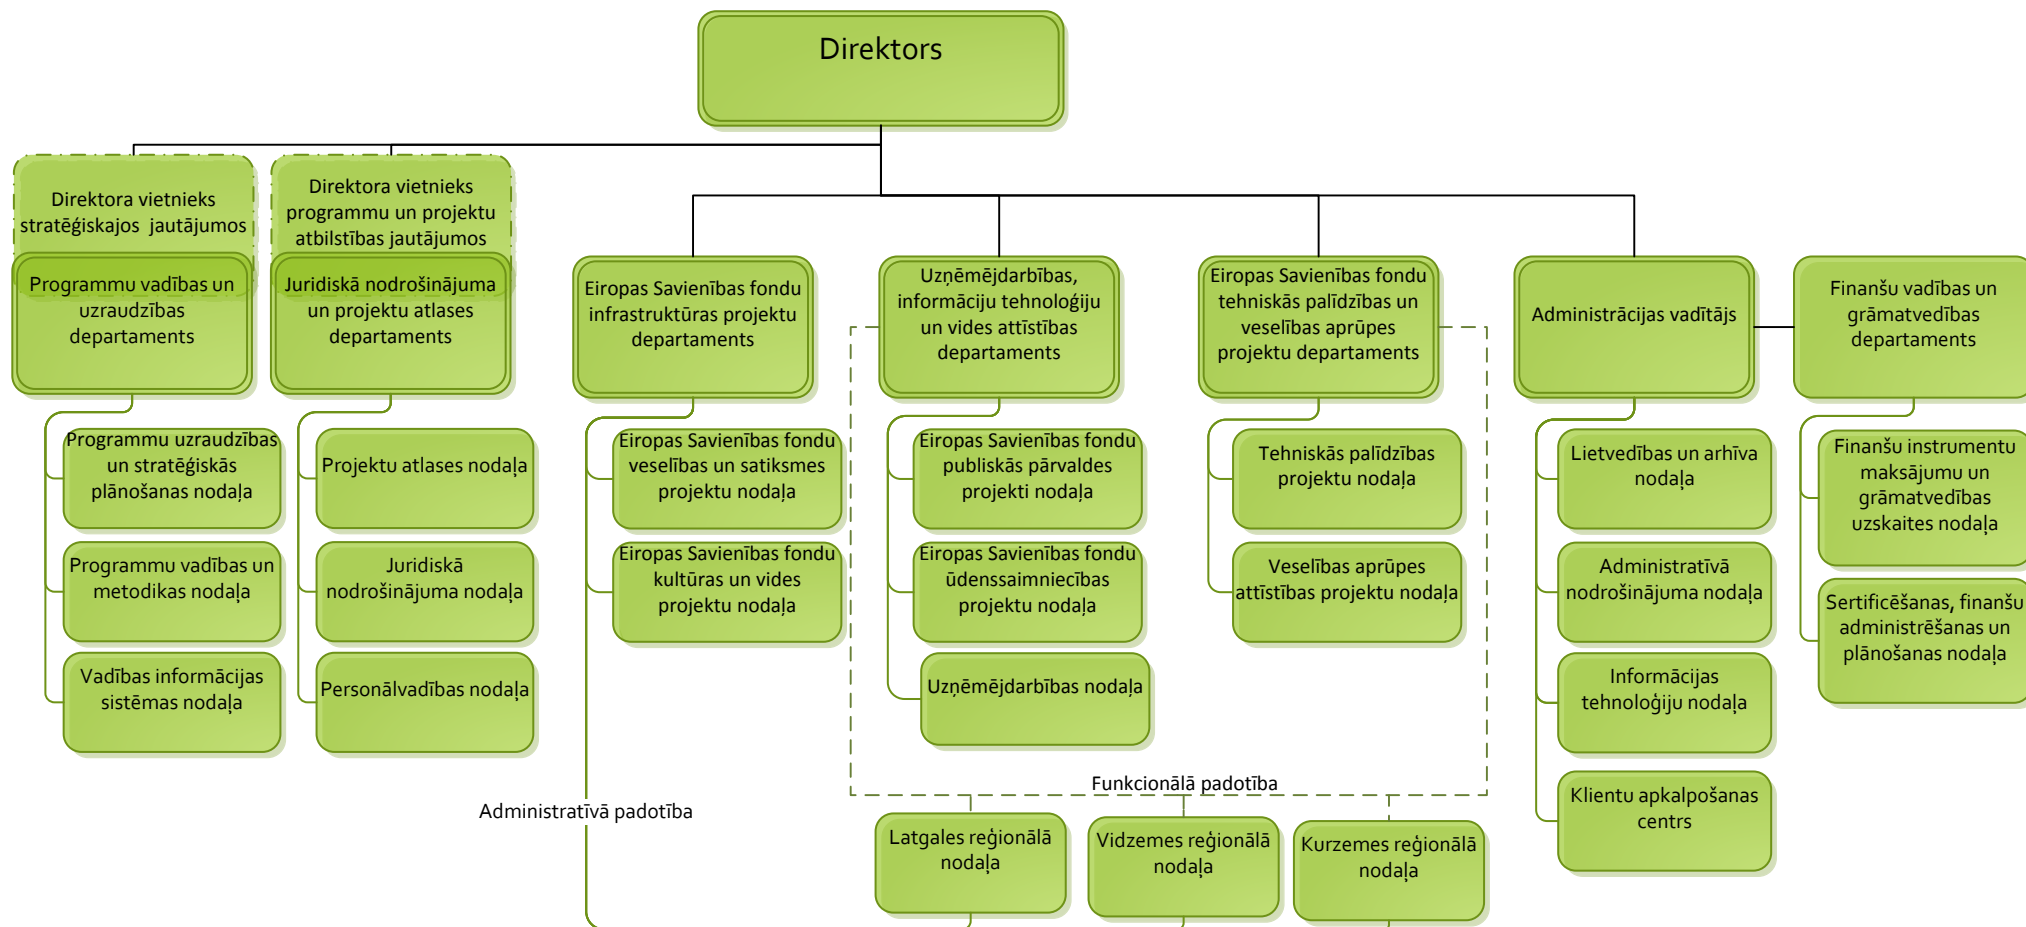 Direktors
Direktora vietnieks
stratēģiskajos jautājumos
Programmu vadības un
uzraudzības
departaments
Direktora vietnieks
programmu un projektu
atbilstības jautājumos
Juridiskā nodrošinājuma
un projektu atlases
departaments
Eiropas Savienības fondu
infrastruktūras projektu
departaments
Uzņēmējdarbības,
informāciju tehnoloģiju
un vides attīstības
departaments
Eiropas Savienības fondu
tehniskās palīdzības un
veselības aprūpes
projektu departaments
Administrācijas vadītājs
Finanšu vadības un
grāmatvedības
departaments
Programmu uzraudzības
un stratēģiskās
plānošanas nodaļa
Programmu vadības un
metodikas nodaļa
Vadības informācijas
sistēmas nodaļa
Projektu atlases nodaļa
Juridiskā
nodrošinājuma nodaļa
Personālvadības nodaļa
Eiropas Savienības fondu
veselības un satiksmes
projektu nodaļa
Eiropas Savienības fondu
kultūras un vides
projektu nodaļa
Eiropas Savienības fondu
publiskās pārvaldes
projekti nodaļa
Eiropas Savienības fondu
ūdenssaimniecības
projektu nodaļa
Uzņēmējdarbības nodaļa
Tehniskās palīdzības
projektu nodaļa
Veselības aprūpes
attīstības projektu nodaļa
Lietvedības un arhīva
nodaļa
Administratīvā
nodrošinājuma nodaļa
Informācijas
tehnoloģiju nodaļa
Klientu apkalpošanas
centrs
Finanšu instrumentu
maksājumu un
grāmatvedības
uzskaites nodaļa
Sertificēšanas, finanšu
administrēšanas un
plānošanas nodaļa
Funkcionālā padotība
Administratīvā padotība
Latgales reģionālā
nodaļa
Vidzemes reģionālā
nodaļa
Kurzemes reģionālā
nodaļa